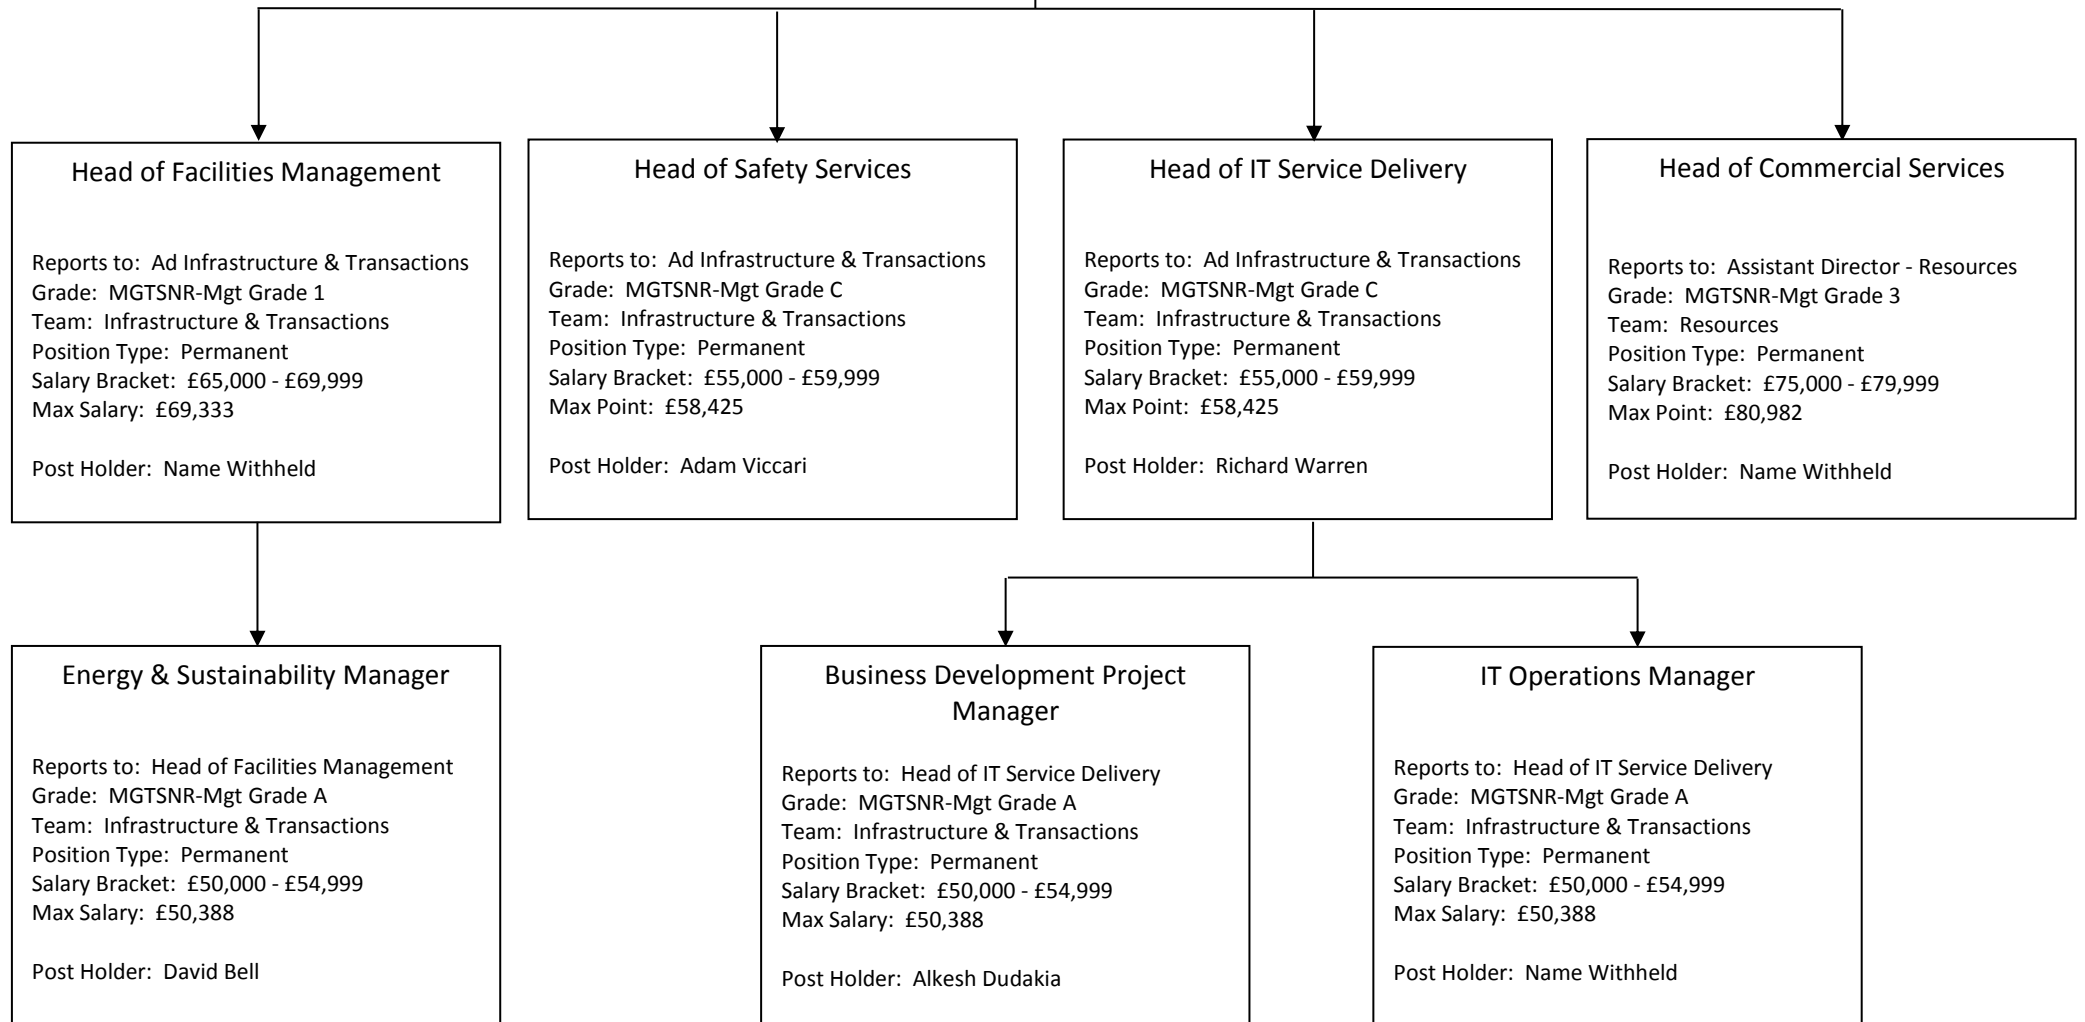 Head of Facilities Management
Reports to: Ad Infrastructure & Transactions
Grade: MGTSNR-Mgt Grade 1
Team: Infrastructure & Transactions
Position Type: Permanent
Salary Bracket: £65,000 - £69,999
Max Salary: £69,333
Post Holder: Name Withheld
Head of Safety Services
Reports to: Ad Infrastructure & Transactions
Grade: MGTSNR-Mgt Grade C
Team: Infrastructure & Transactions
Position Type: Permanent
Salary Bracket: £55,000 - £59,999
Max Point: £58,425
Post Holder: Adam Viccari
Head of IT Service Delivery
Reports to: Ad Infrastructure & Transactions
Grade: MGTSNR-Mgt Grade C
Team: Infrastructure & Transactions
Position Type: Permanent
Salary Bracket: £55,000 - £59,999
Max Point: £58,425
Post Holder: Richard Warren
Head of Commercial Services
Reports to: Assistant Director - Resources
Grade: MGTSNR-Mgt Grade 3
Team: Resources
Position Type: Permanent
Salary Bracket: £75,000 - £79,999
Max Point: £80,982
Post Holder: Name Withheld
Energy & Sustainability Manager
Reports to: Head of Facilities Management
Grade: MGTSNR-Mgt Grade A
Team: Infrastructure & Transactions
Position Type: Permanent
Salary Bracket: £50,000 - £54,999
Max Salary: £50,388
Post Holder: David Bell
Business Development Project
Manager
Reports to: Head of IT Service Delivery
Grade: MGTSNR-Mgt Grade A
Team: Infrastructure & Transactions
Position Type: Permanent
Salary Bracket: £50,000 - £54,999
Max Salary: £50,388
Post Holder: Alkesh Dudakia
IT Operations Manager
Reports to: Head of IT Service Delivery
Grade: MGTSNR-Mgt Grade A
Team: Infrastructure & Transactions
Position Type: Permanent
Salary Bracket: £50,000 - £54,999
Max Salary: £50,388
Post Holder: Name Withheld